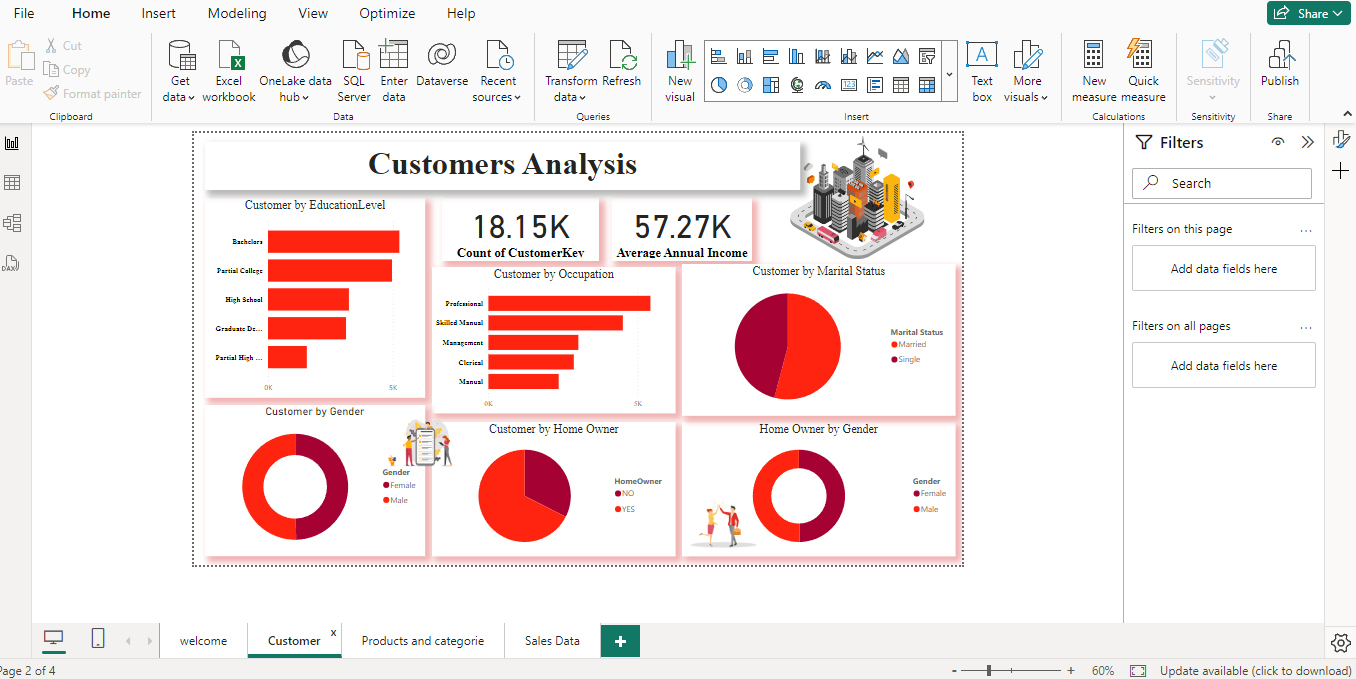 File Home Insert Modeling View Optimize Help Share
Paste
Cut
Copy
Format painter
Clipboard
Get data
Excel workbook
OneLake data hub
SQL Server
Enter data
Dataverse
Recent sources
Data
Transform data
Refresh
Queries
New visual
Text box
More visuals
Insert
New measure
Quick measure
Calculations
Sensitivity
Sensitivity
Publish
Share
Customers Analysis
Customer by EducationLevel
Bachelors
Partial College
High School
Graduate De...
Partial High ...
0K 5K
18.15K
Count of CustomerKey
57.27K
Average Annual Income
Customer by Occupation
Professional
Skilled Manual
Management
Clerical
Manual
0K 5K
Customer by Marital Status
Marital Status
Married
Single
Customer by Gender
Gender
Female
Male
Customer by Home Owner
HomeOwner
NO
YES
Home Owner by Gender
Gender
Female
Male
Filters
Search
Filters on this page ...
Add data fields here
Filters on all pages ...
Add data fields here
DAX
welcome
Customer x
Products and categorie
Sales Data
+
Page 2 of 4
- + 60%
Update available (click to download)